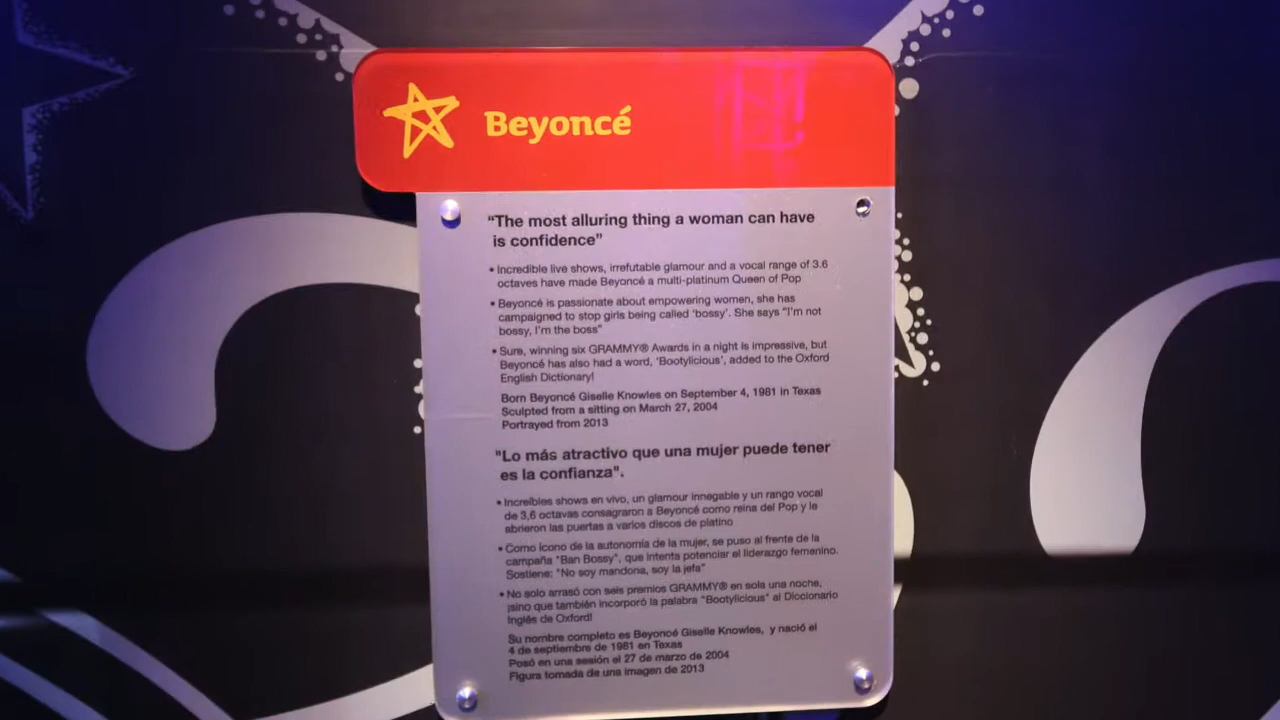 Beyoncé
“The most alluring thing a woman can have
is confidence”
• Incredible live shows, irrefutable glamour and a vocal range of 3.6
octaves have made Beyoncé a multi-platinum Queen of Pop
• Beyoncé is passionate about empowering women, she has
campaigned to stop girls being called ‘bossy’. She says “I’m not
bossy, I’m the boss”
• Sure, winning six GRAMMY® Awards in a night is impressive, but
Beyoncé has also had a word, ‘Bootylicious’, added to the Oxford
English Dictionary!
Born Beyoncé Giselle Knowles on September 4, 1981 in Texas
Sculpted from a sitting on March 27, 2004
Portrayed from 2013
"Lo más atractivo que una mujer puede tener
es la confianza".
• Increíbles shows en vivo, un glamour innegable y un rango vocal
de 3,6 octavas consagraron a Beyoncé como reina del Pop y le
abrieron las puertas a varios discos de platino
• Como ícono de la autonomía de la mujer, se puso al frente de la
campaña "Ban Bossy", que intenta potenciar el liderazgo femenino.
Sostiene: "No soy mandona, soy la jefa"
• No solo arrasó con seis premios GRAMMY® en sola una noche,
¡sino que también incorporó la palabra "Bootylicious" al Diccionario
Inglés de Oxford!
Su nombre completo es Beyoncé Giselle Knowles, y nació el
4 de septiembre de 1981 en Texas
Posó en una sesión el 27 de marzo de 2004
Figura tomada de una imagen de 2013